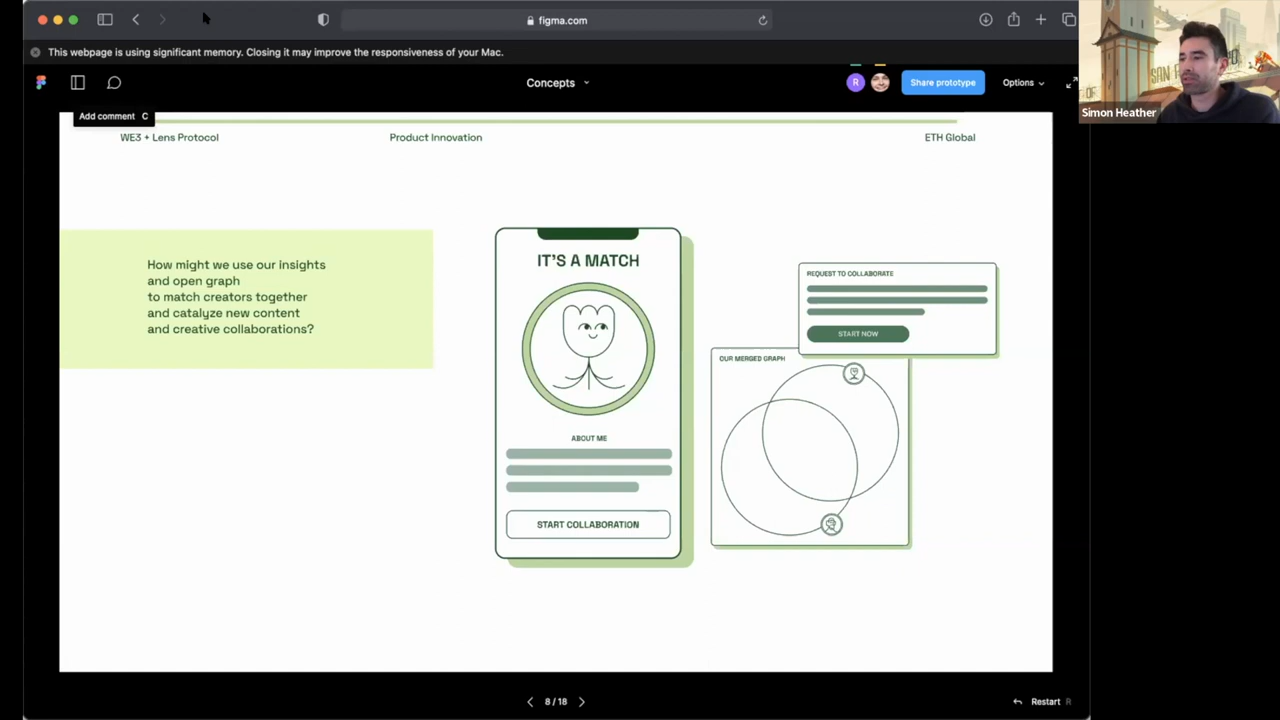 figma.com
This webpage is using significant memory. Closing it may improve the responsiveness of your Mac.
Concepts
R
Share prototype
Options
Simon Heather
Add comment C
WE3 + Lens Protocol
Product Innovation
ETH Global
How might we use our insights
and open graph
to match creators together
and catalyze new content
and creative collaborations?
IT'S A MATCH
ABOUT ME
START COLLABORATION
REQUEST TO COLLABORATE
START NOW
OUR MERGED GRAPH
8 / 18
Restart R